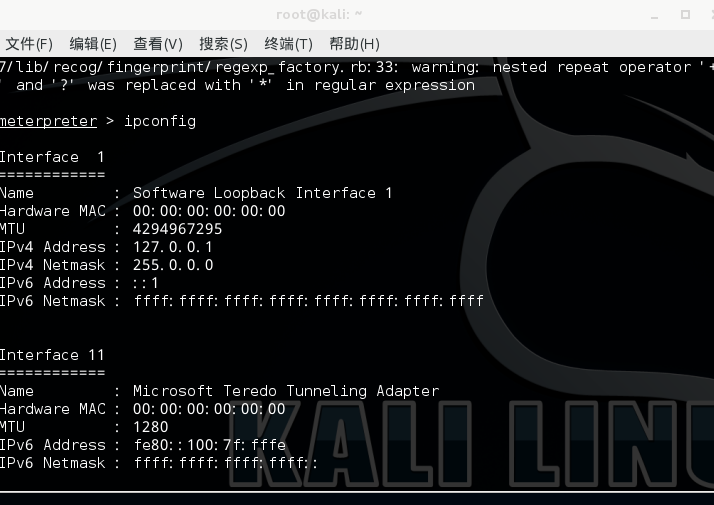 root@kali: ~
文件(F) 编辑(E) 查看(V) 搜索(S) 终端(T) 帮助(H)
7/lib/recog/fingerprint/regexp_factory.rb:33: warning: nested repeat operator '+
' and '?' was replaced with '*' in regular expression
meterpreter > ipconfig
Interface  1
============
Name         : Software Loopback Interface 1
Hardware MAC : 00:00:00:00:00:00
MTU          : 4294967295
IPv4 Address : 127.0.0.1
IPv4 Netmask : 255.0.0.0
IPv6 Address : ::1
IPv6 Netmask : ffff:ffff:ffff:ffff:ffff:ffff:ffff:ffff
Interface 11
============
Name         : Microsoft Teredo Tunneling Adapter
Hardware MAC : 00:00:00:00:00:00
MTU          : 1280
IPv6 Address : fe80::100:7f:fffe
IPv6 Netmask : ffff:ffff:ffff:ffff::
KALI LINU